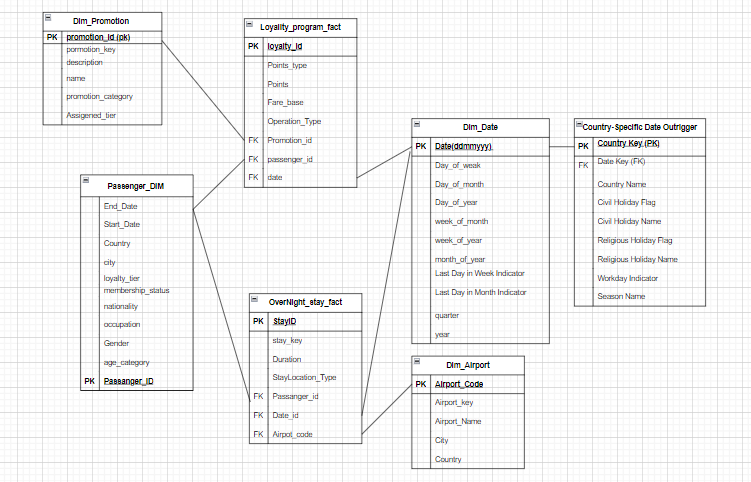 Dim_Promotion
PK promotion_id (pk)
pormotion_key
description
name
promotion_category
Assigened_tier
Loyality_program_fact
PK loyalty_id
Points_type
Points
Fare_base
Operation_Type
FK Promotion_id
FK passenger_id
FK date
Dim_Date
PK Date(ddmmyyy)
Day_of_weak
Day_of_month
Day_of_year
week_of_month
week_of_year
month_of_year
Last Day in Week Indicator
Last Day in Month Indicator
quarter
year
Country-Specific Date Outrigger
PK Country Key (PK)
FK Date Key (FK)
Country Name
Civil Holiday Flag
Civil Holiday Name
Religious Holiday Flag
Religious Holiday Name
Workday Indicator
Season Name
Passenger_DIM
End_Date
Start_Date
Country
city
loyalty_tier
membership_status
nationality
occupation
Gender
age_category
PK Passanger_ID
OverNight_stay_fact
PK StayID
stay_key
Duration
StayLocation_Type
FK Passanger_id
FK Date_id
FK Airpot_code
Dim_Airport
PK Airport_Code
Airport_key
Airport_Name
City
Country